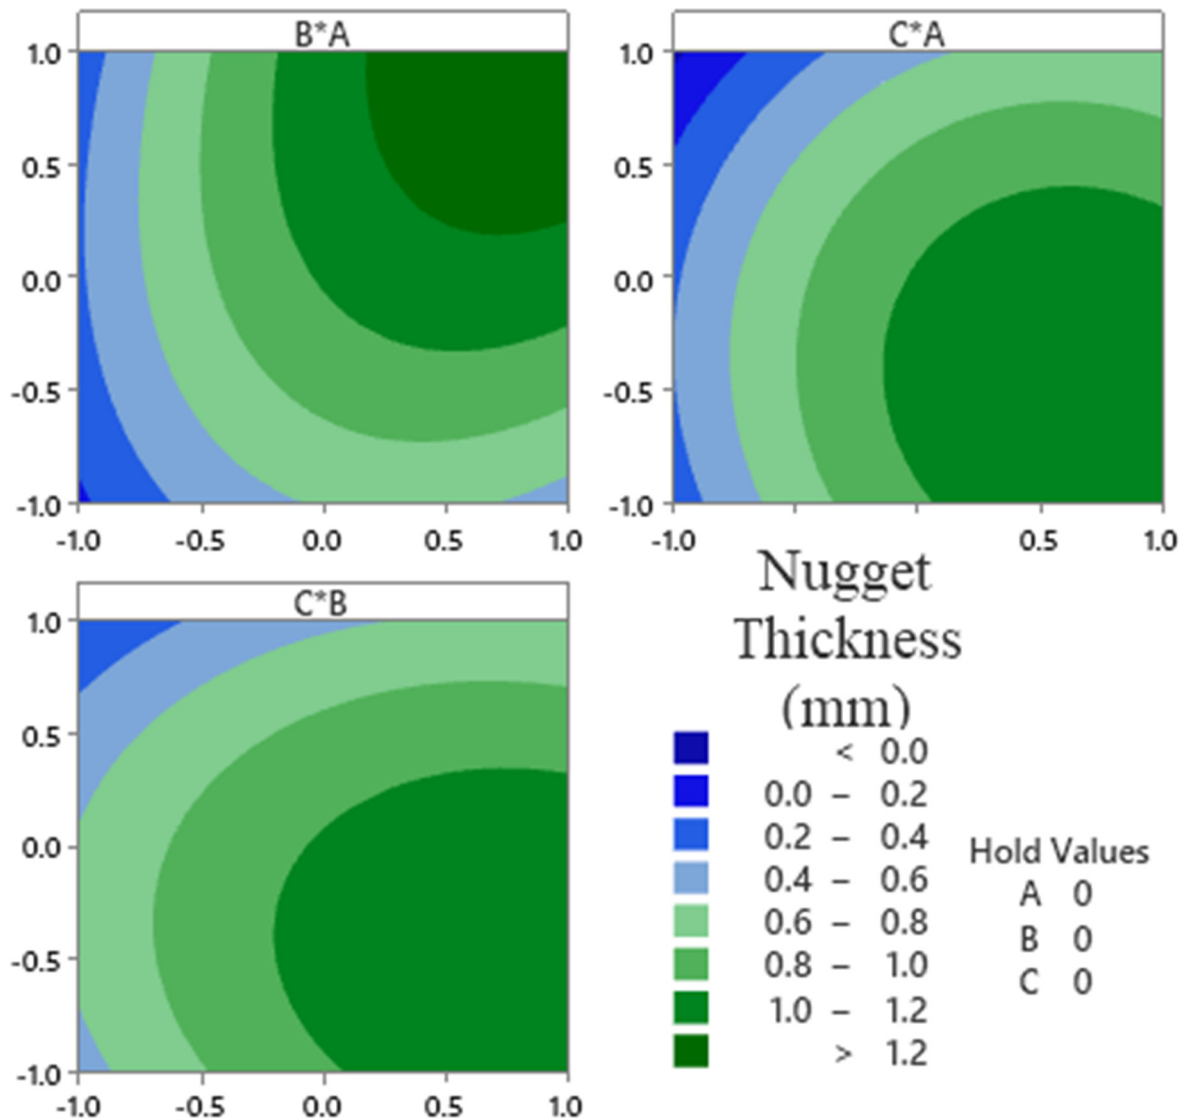 B*A
1.0
0.5
0.0
-0.5
-1.0
-1.0 -0.5 0.0 0.5 1.0
C*A
1.0
0.5
0.0
-0.5
-1.0
-1.0 0.5 1.0
C*B
1.0
0.5
0.0
-0.5
-1.0
-1.0 -0.5 0.0 0.5 1.0
Nugget
Thickness
(mm)
< 0.0
0.0 – 0.2
0.2 – 0.4
0.4 – 0.6
0.6 – 0.8
0.8 – 1.0
1.0 – 1.2
> 1.2
Hold Values
A 0
B 0
C 0